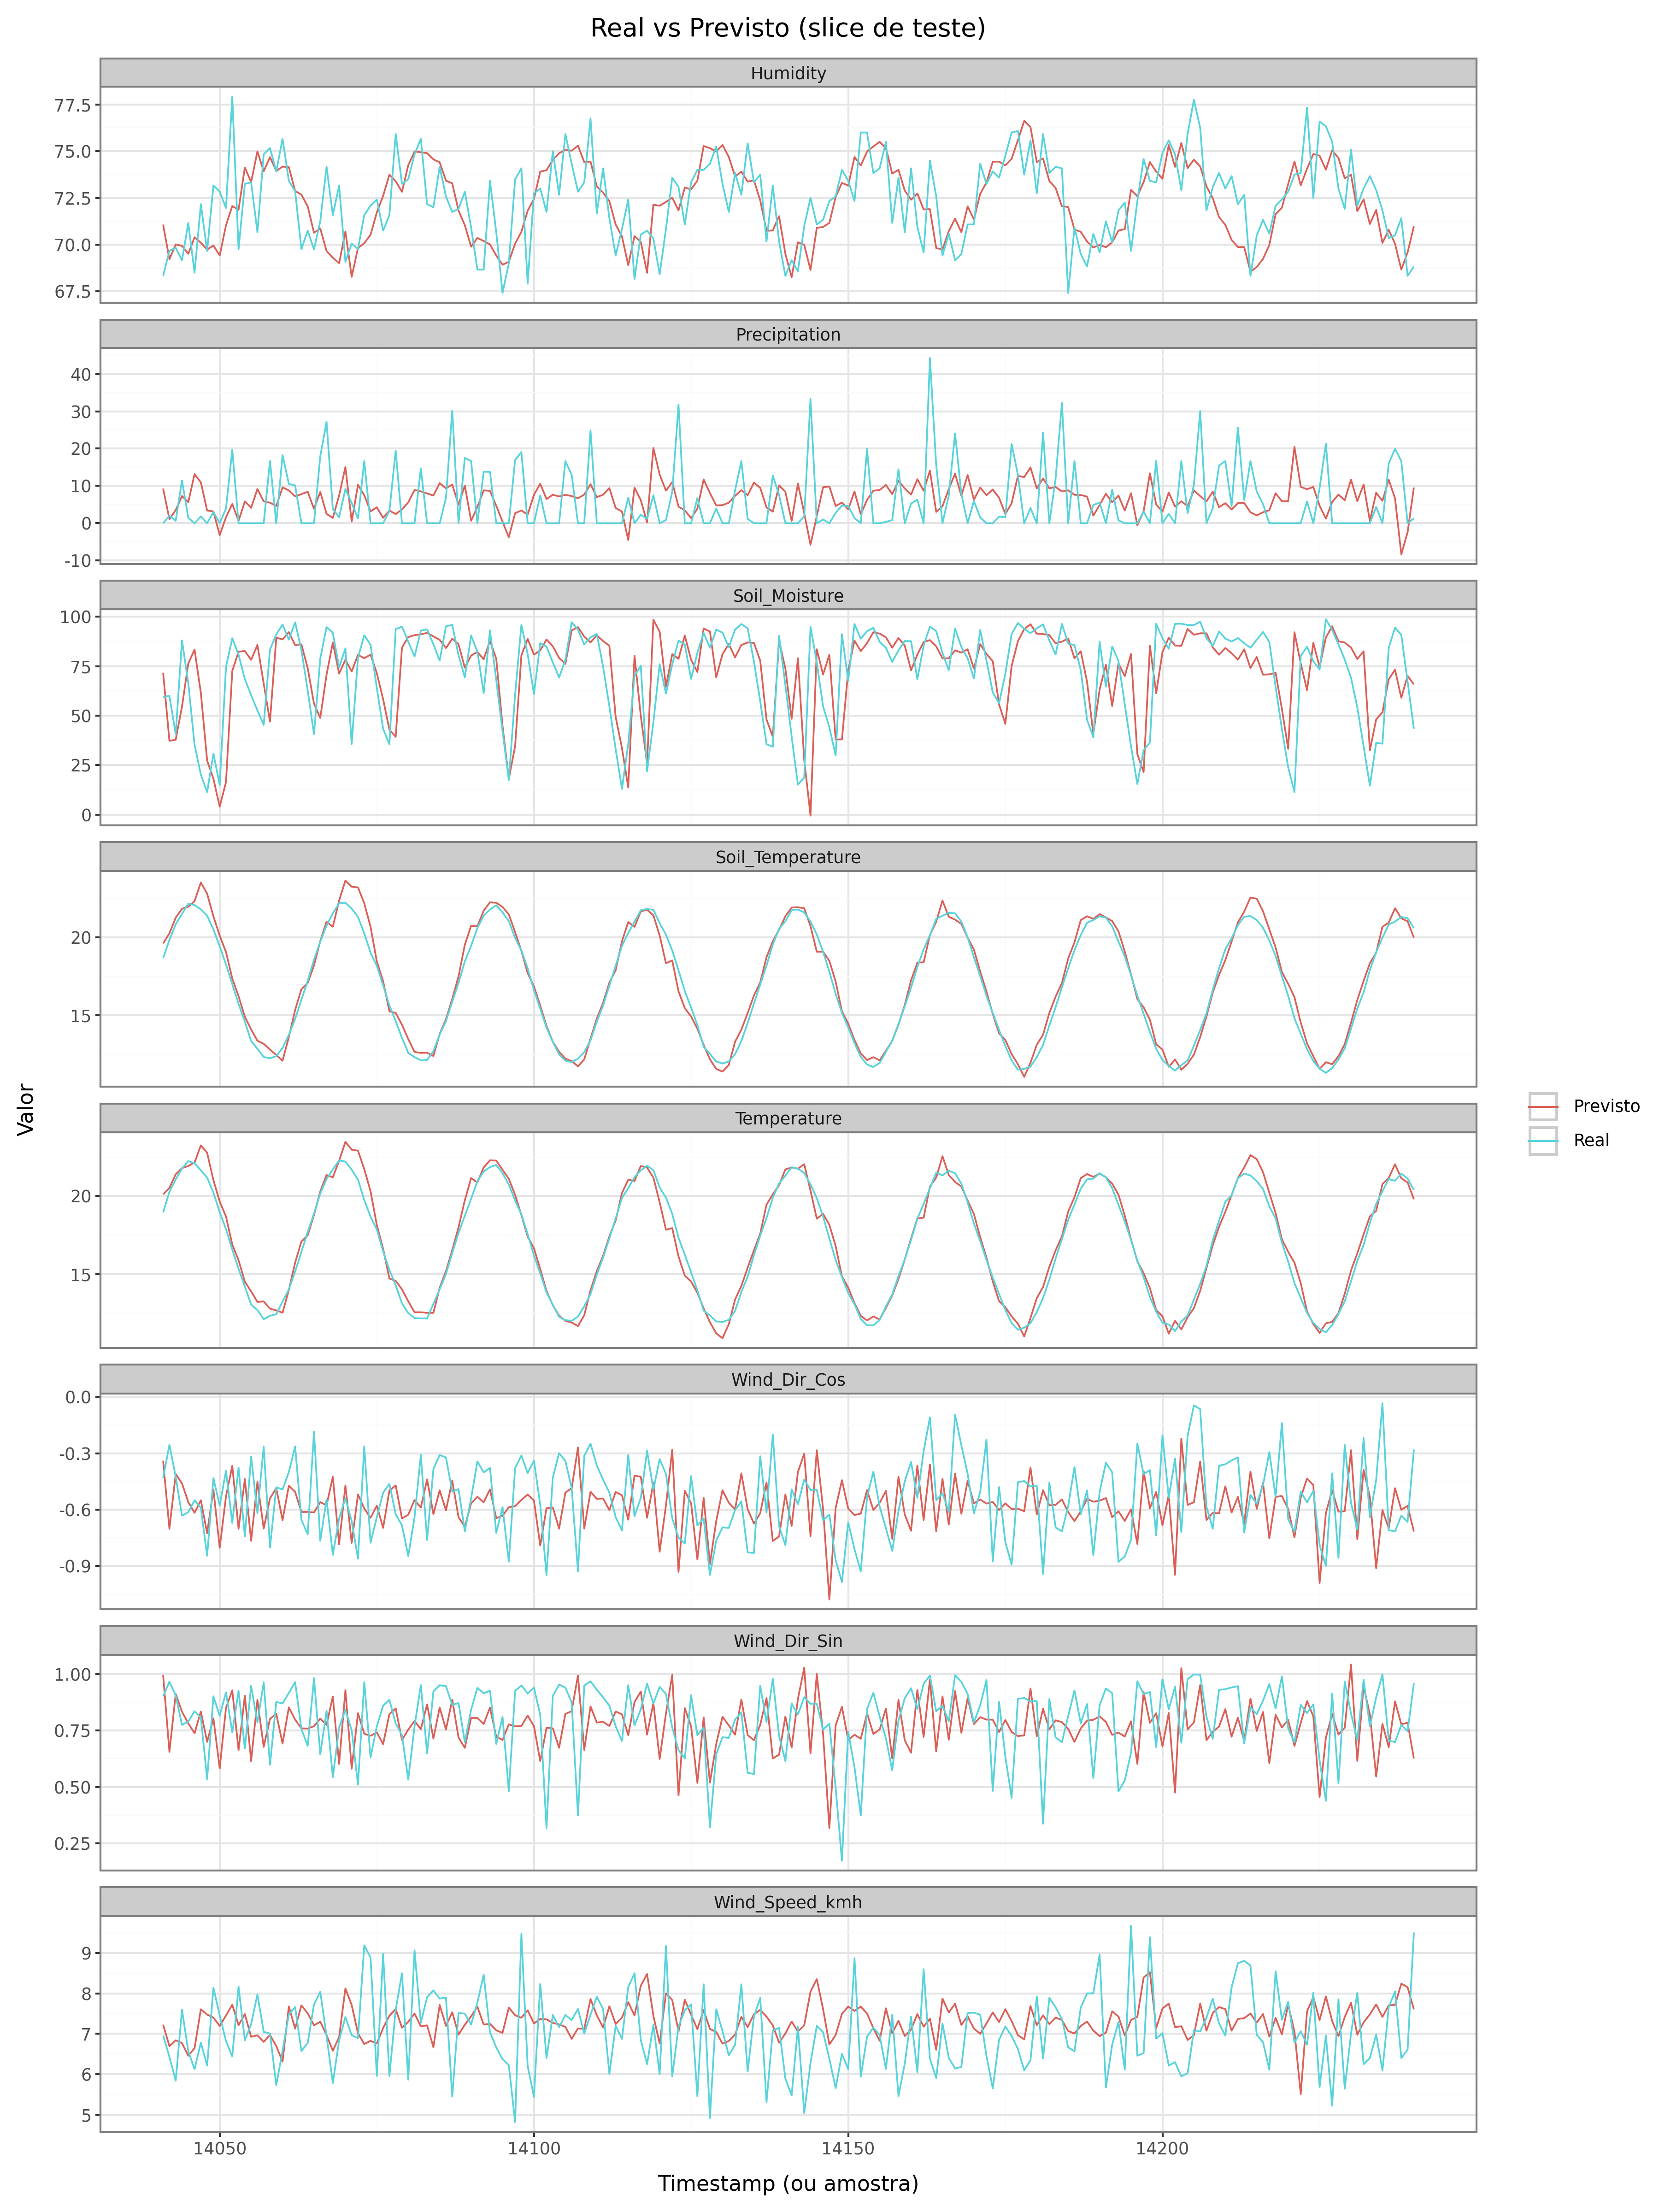 Real vs Previsto (slice de teste)
Humidity
77.5
75.0
72.5
70.0
67.5
Precipitation
40
30
20
10
0
-10
Soil_Moisture
100
75
50
25
0
Soil_Temperature
20
15
Temperature
20
15
Wind_Dir_Cos
0.0
-0.3
-0.6
-0.9
Wind_Dir_Sin
1.00
0.75
0.50
0.25
Wind_Speed_kmh
9
8
7
6
5
14050 14100 14150 14200
Timestamp (ou amostra)
Valor
Previsto
Real